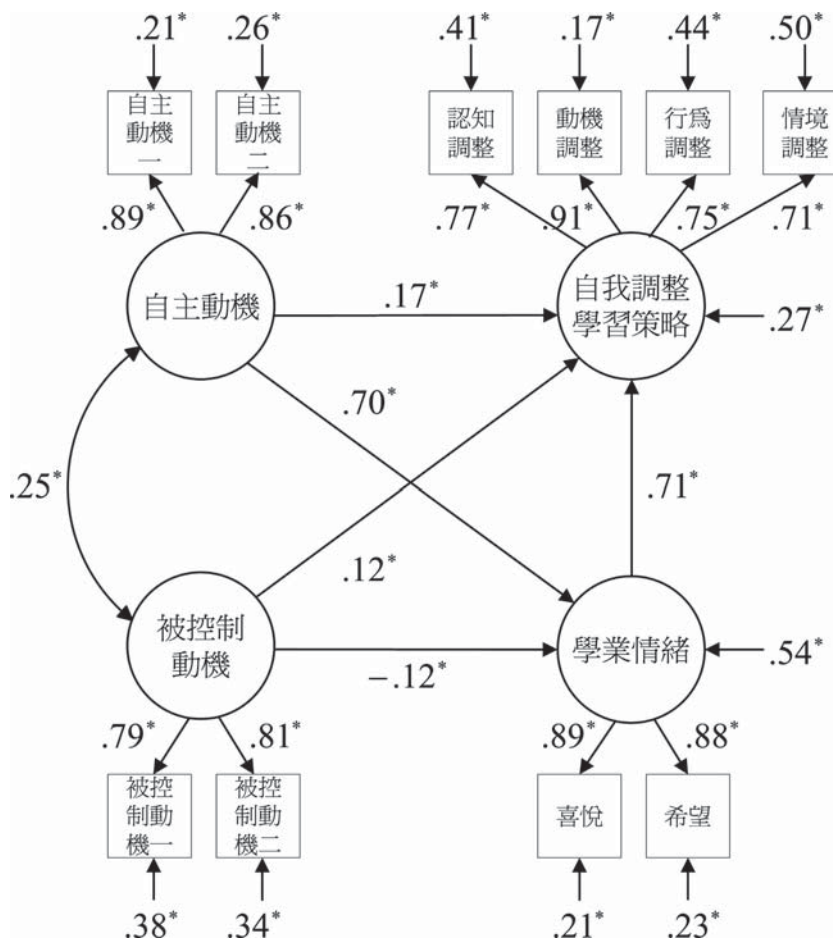 .21*
.26*
.41*
.17*
.44*
.50*
自主
動機
一
自主
動機
二
認知
調整
動機
調整
行為
調整
情境
調整
.89*
.86*
.77*
.91*
.75*
.71*
自主動機
.17*
自我調整
學習策略
.27*
.70*
.25*
.71*
.12*
被控制
動機
學業情緒
.54*
−.12*
.79*
.81*
.89*
.88*
被控
制動
機一
被控
制動
機二
喜悅
希望
.38*
.34*
.21*
.23*